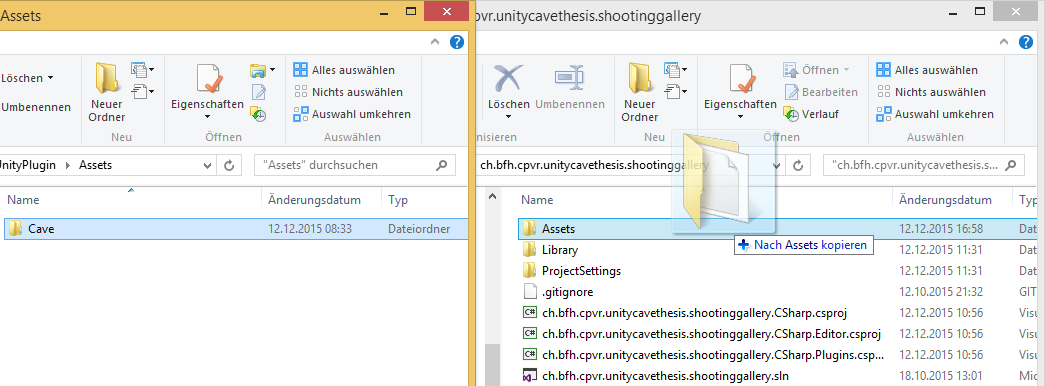 Assets
pvr.unitycavethesis.shootinggallery
Löschen
Umbenennen
Neuer
Ordner
Neu
Eigenschaften
Öffnen
Alles auswählen
Nichts auswählen
Auswahl umkehren
Auswählen
Löschen
Umbenennen
nisieren
Neuer
Ordner
Neu
Eigenschaften
Öffnen
Bearbeiten
Verlauf
Öffnen
Alles auswählen
Nichts auswählen
Auswahl umkehren
Auswählen
UnityPlugin
Assets
"Assets" durchsuchen
ch.bfh.cpvr.unitycavethesis.shootinggallery
"ch.bfh.cpvr.unitycavethesis.s...
Name Änderungsdatum Typ
Cave 12.12.2015 08:33 Dateiordner
Name Änderungsdatum Typ
Assets 12.12.2015 16:58 Dat
Nach Assets kopieren
Library 12.12.2015 11:31 Dat
ProjectSettings 12.12.2015 11:31 Dat
.gitignore 12.10.2015 21:32 GIT
C# ch.bfh.cpvr.unitycavethesis.shootinggallery.CSharp.csproj 12.12.2015 10:56 Visu
C# ch.bfh.cpvr.unitycavethesis.shootinggallery.CSharp.Editor.csproj 12.12.2015 10:56 Visu
C# ch.bfh.cpvr.unitycavethesis.shootinggallery.CSharp.Plugins.csp... 12.12.2015 10:56 Visu
ch.bfh.cpvr.unitycavethesis.shootinggallery.sln 18.10.2015 13:01 Mic